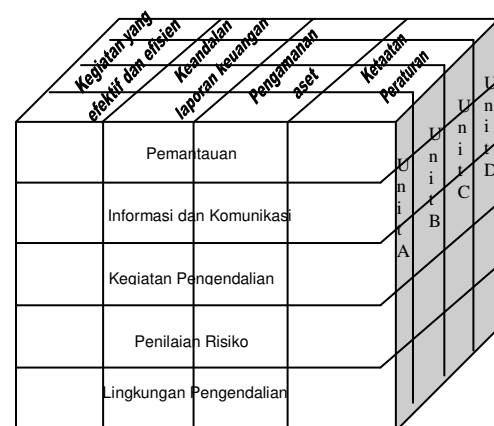 Kegiatan yang
efektif dam efisien
Keandalan
laporan keuangan
Pengamanan
aset
Ketaatan
Peraturan
Pemantauan
Informasi dan Komunikasi
Kegiatan Pengendalian
Penilaian Risiko
Lingkungan Pengendalian
Unit A
Unit B
Unit C
Unit D